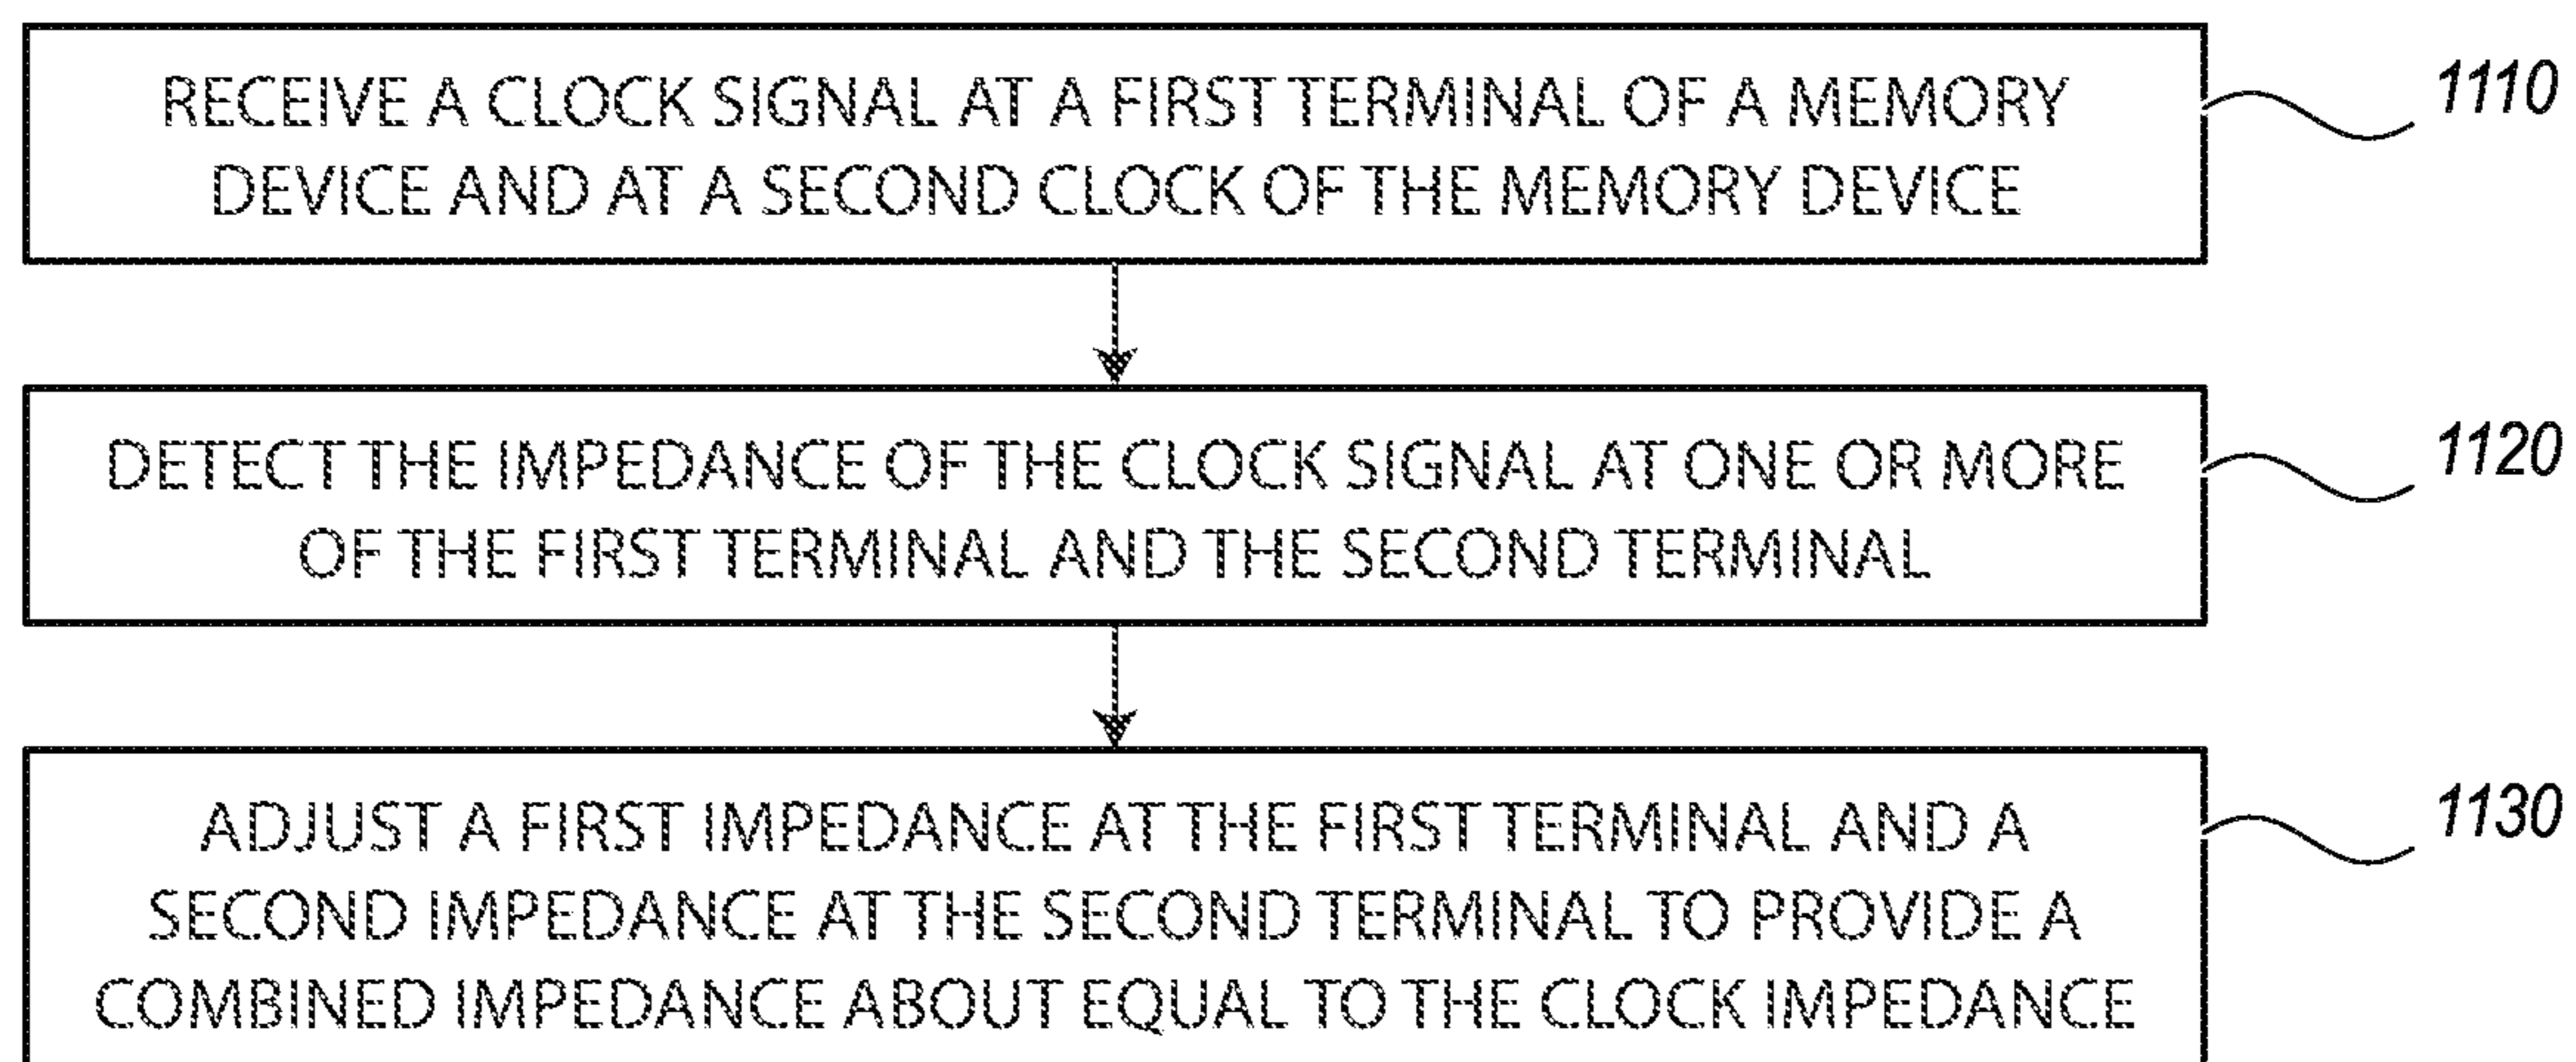 RECEIVE A CLOCK SIGNAL AT A FIRST TERMINAL OF A MEMORY
DEVICE AND AT A SECOND CLOCK OF THE MEMORY DEVICE
1110
DETECT THE IMPEDANCE OF THE CLOCK SIGNAL AT ONE OR MORE
OF THE FIRST TERMINAL AND THE SECOND TERMINAL
1120
ADJUST A FIRST IMPEDANCE AT THE FIRST TERMINAL AND A
SECOND IMPEDANCE AT THE SECOND TERMINAL TO PROVIDE A
COMBINED IMPEDANCE ABOUT EQUAL TO THE CLOCK IMPEDANCE
1130